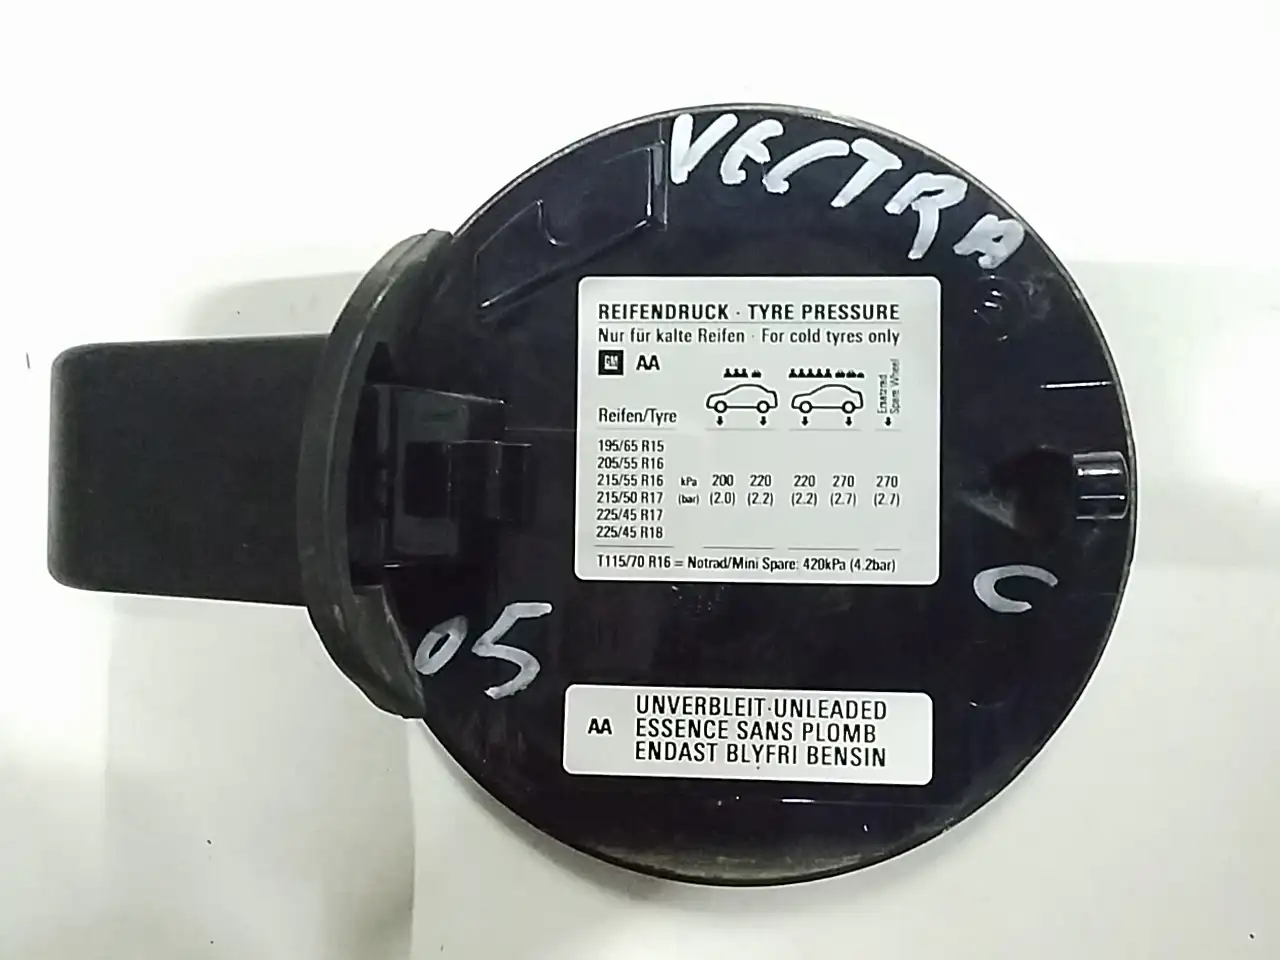 VECTRA
REIFENDRUCK · TYRE PRESSURE
Nur für kalte Reifen · For cold tyres only
GM AA
Ersatzrad
Spare Wheel
Reifen/Tyre
195/65 R15
205/55 R16
215/55 R16 kPa 200 220 220 270 270
215/50 R17 (bar) (2.0) (2.2) (2.2) (2.7) (2.7)
225/45 R17
225/45 R18
T115/70 R16 = Notrad/Mini Spare: 420kPa (4.2bar)
C
05
UNVERBLEIT·UNLEADED
AA ESSENCE SANS PLOMB
ENDAST BLYFRI BENSIN